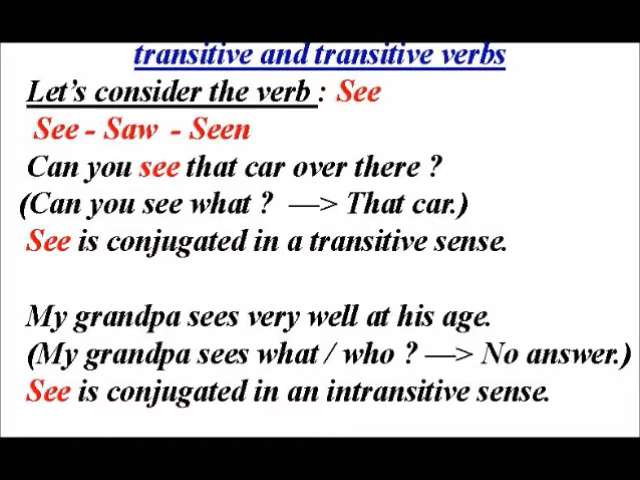 transitive and transitive verbs
Let's consider the verb : See
See - Saw - Seen
Can you see that car over there ?
(Can you see what ? —> That car.)
See is conjugated in a transitive sense.
My grandpa sees very well at his age.
(My grandpa sees what / who ? —> No answer.)
See is conjugated in an intransitive sense.